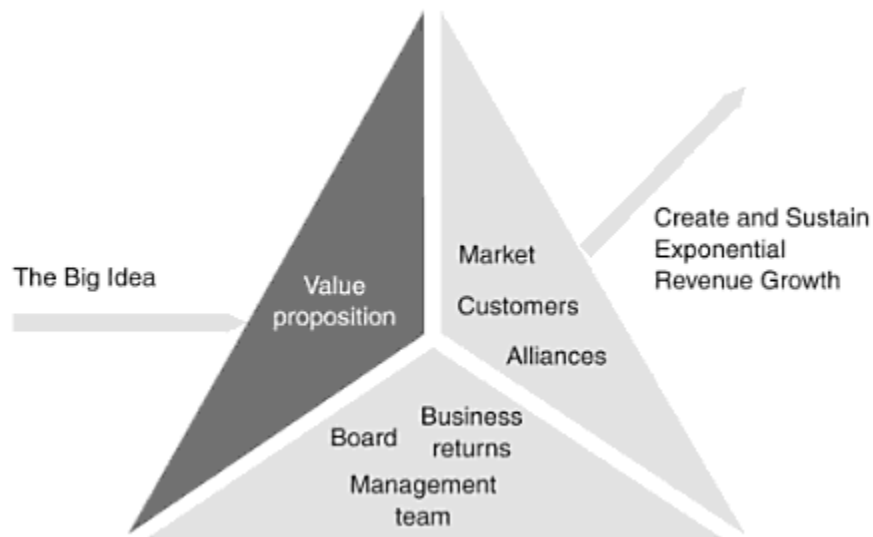 The Big Idea
Value
proposition
Market
Customers
Alliances
Create and Sustain
Exponential
Revenue Growth
Board
Business
returns
Management
team